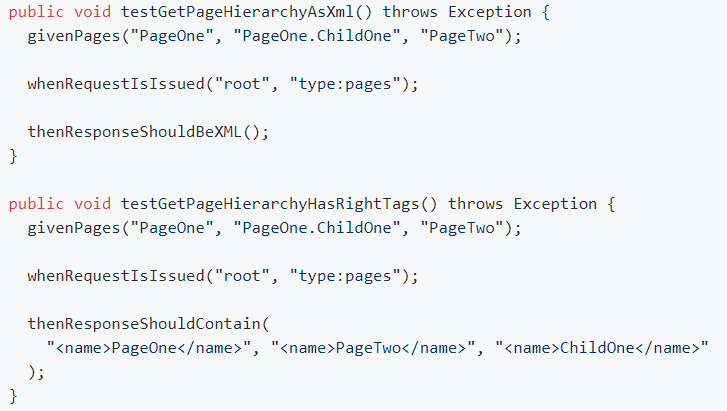 public void testGetPageHierarchyAsXml() throws Exception {
  givenPages("PageOne", "PageOne.ChildOne", "PageTwo");
  whenRequestIsIssued("root", "type:pages");
  thenResponseShouldBeXML();
}
public void testGetPageHierarchyHasRightTags() throws Exception {
  givenPages("PageOne", "PageOne.ChildOne", "PageTwo");
  whenRequestIsIssued("root", "type:pages");
  thenResponseShouldContain(
    "<name>PageOne</name>", "<name>PageTwo</name>", "<name>ChildOne</name>"
  );
}